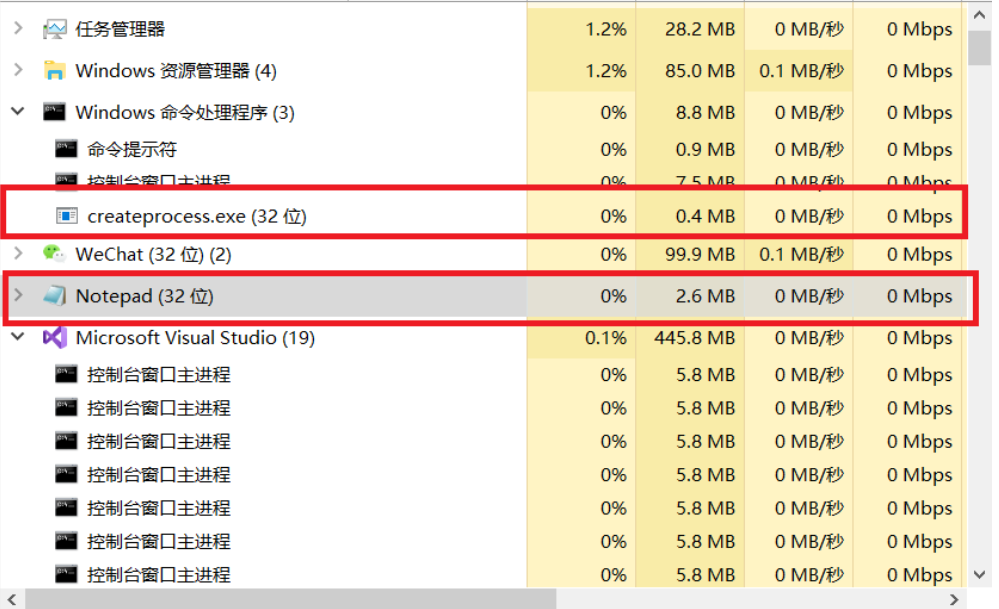 任务管理器 1.2% 28.2 MB 0 MB/秒 0 Mbps
Windows 资源管理器 (4) 1.2% 85.0 MB 0.1 MB/秒 0 Mbps
Windows 命令处理程序 (3) 0% 8.8 MB 0 MB/秒 0 Mbps
命令提示符 0% 0.9 MB 0 MB/秒 0 Mbps
控制台窗口主进程 0% 7.5 MB 0 MB/秒 0 Mbps
createprocess.exe (32 位) 0% 0.4 MB 0 MB/秒 0 Mbps
WeChat (32 位) (2) 0% 99.9 MB 0.1 MB/秒 0 Mbps
Notepad (32 位) 0% 2.6 MB 0 MB/秒 0 Mbps
Microsoft Visual Studio (19) 0.1% 445.8 MB 0 MB/秒 0 Mbps
控制台窗口主进程 0% 5.8 MB 0 MB/秒 0 Mbps
控制台窗口主进程 0% 5.8 MB 0 MB/秒 0 Mbps
控制台窗口主进程 0% 5.8 MB 0 MB/秒 0 Mbps
控制台窗口主进程 0% 5.8 MB 0 MB/秒 0 Mbps
控制台窗口主进程 0% 5.8 MB 0 MB/秒 0 Mbps
控制台窗口主进程 0% 5.8 MB 0 MB/秒 0 Mbps
控制台窗口主进程 0% 5.8 MB 0 MB/秒 0 Mbps